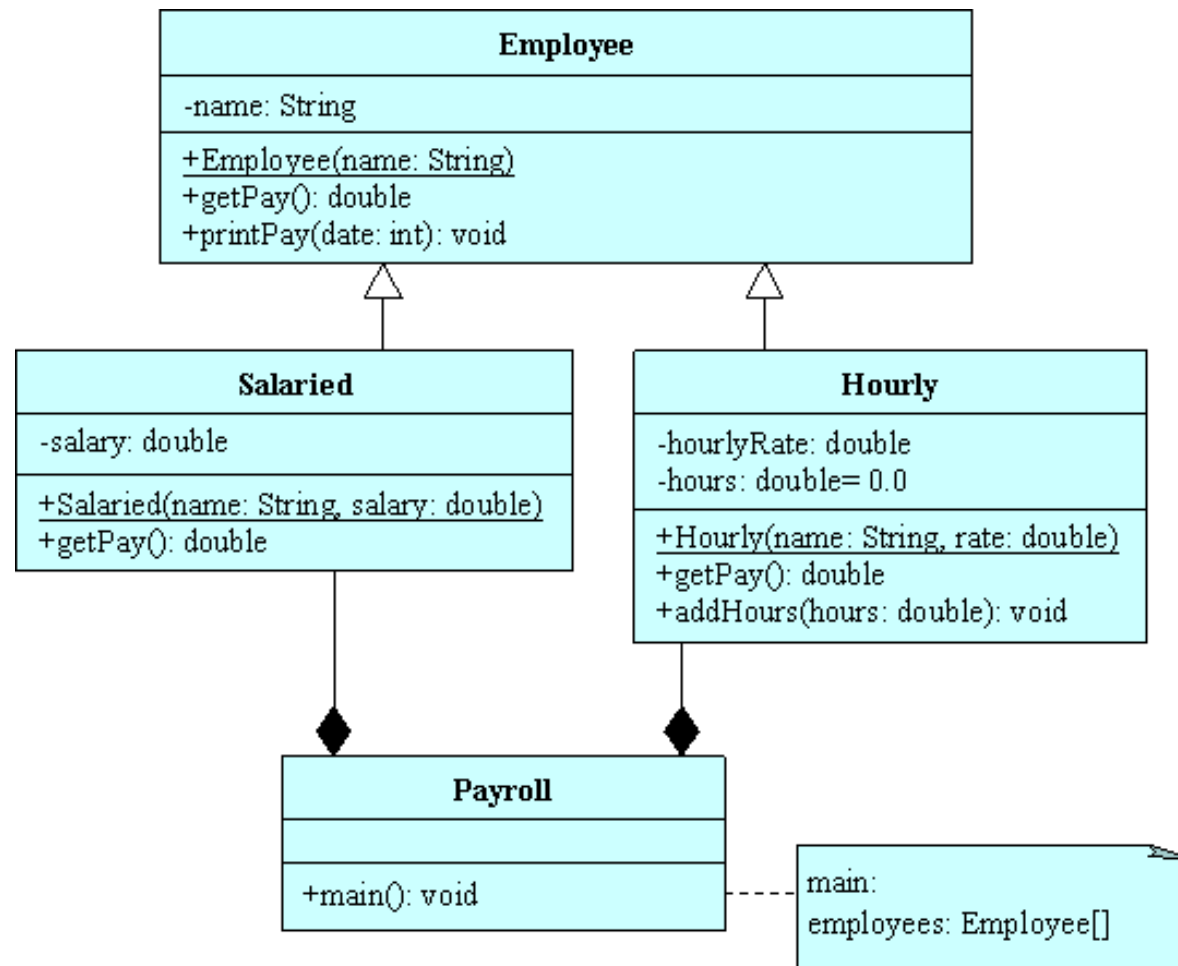 Employee
-name: String
+Employee(name: String)
+getPay(): double
+printPay(date: int): void
Salaried
-salary: double
+Salaried(name: String, salary: double)
+getPay(): double
Hourly
-hourlyRate: double
-hours: double= 0.0
+Hourly(name: String, rate: double)
+getPay(): double
+addHours(hours: double): void
Payroll
+main(): void
main:
employees: Employee[]